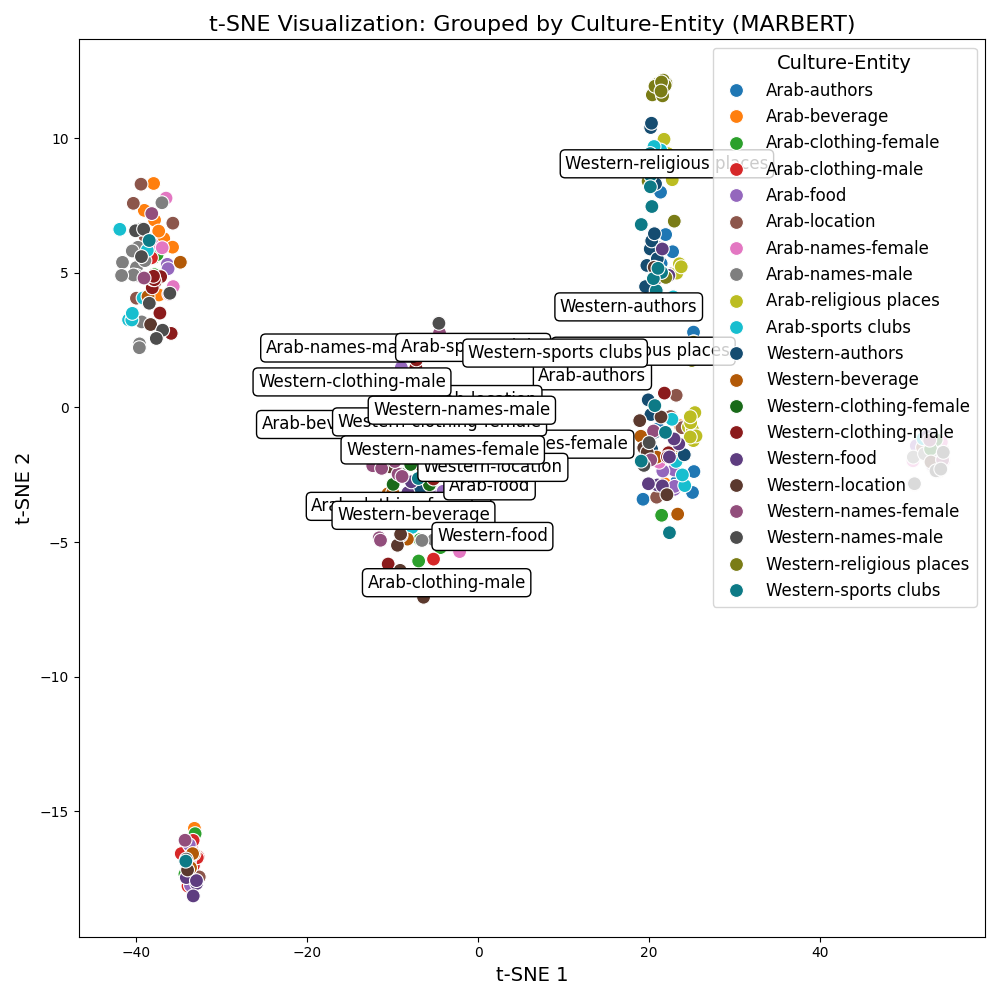 t-SNE Visualization: Grouped by Culture-Entity (MARBERT)
Culture-Entity
Arab-authors
Arab-beverage
Arab-clothing-female
Arab-clothing-male
Arab-food
Arab-location
Arab-names-female
Arab-names-male
Arab-religious places
Arab-sports clubs
Western-authors
Western-beverage
Western-clothing-female
Western-clothing-male
Western-food
Western-location
Western-names-female
Western-names-male
Western-religious places
Western-sports clubs
Western-religious places
Western-authors
Western-sports clubs
places
Arab-authors
Western-clothing-male
Western-names-male
Western-names-female
Western-location
Arab-food
Western-beverage
Western-food
Arab-clothing-male
10
5
0
−5
−10
−15
t-SNE 2
−40
−20
0
20
40
t-SNE 1